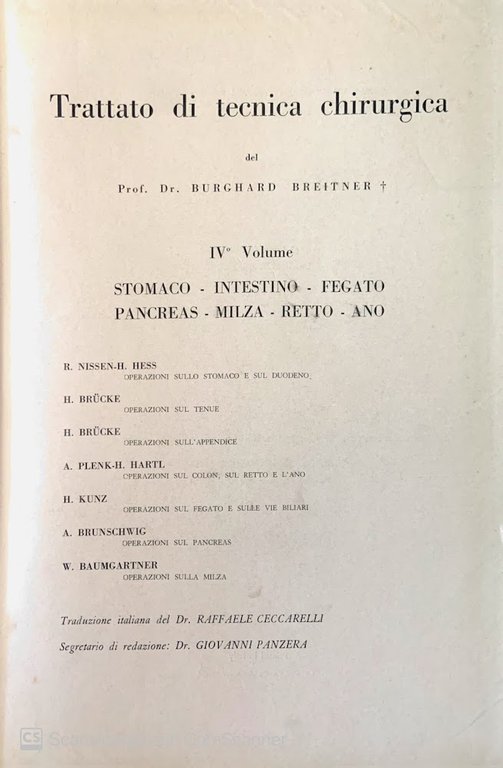 Trattato di tecnica chirurgica
del
Prof. Dr. BURGHARD BREITNER †
IVº Volume
STOMACO - INTESTINO - FEGATO
PANCREAS - MILZA - RETTO - ANO
R. NISSEN-H. HESS
OPERAZIONI SULLO STOMACO E SUL DUODENO
H. BRÜCKE
OPERAZIONI SUL TENUE
H. BRÜCKE
OPERAZIONI SULL'APPENDICE
A. PLENK-H. HARTL
OPERAZIONI SUL COLON, SUL RETTO E L'ANO
H. KUNZ
OPERAZIONI SUL FEGATO E SULLE VIE BILIARI
A. BRUNSCHWIG
OPERAZIONI SUL PANCREAS
W. BAUMGARTNER
OPERAZIONI SULLA MILZA
Traduzione italiana del Dr. RAFFAELE CECCARELLI
Segretario di redazione: Dr. GIOVANNI PANZERA
CS